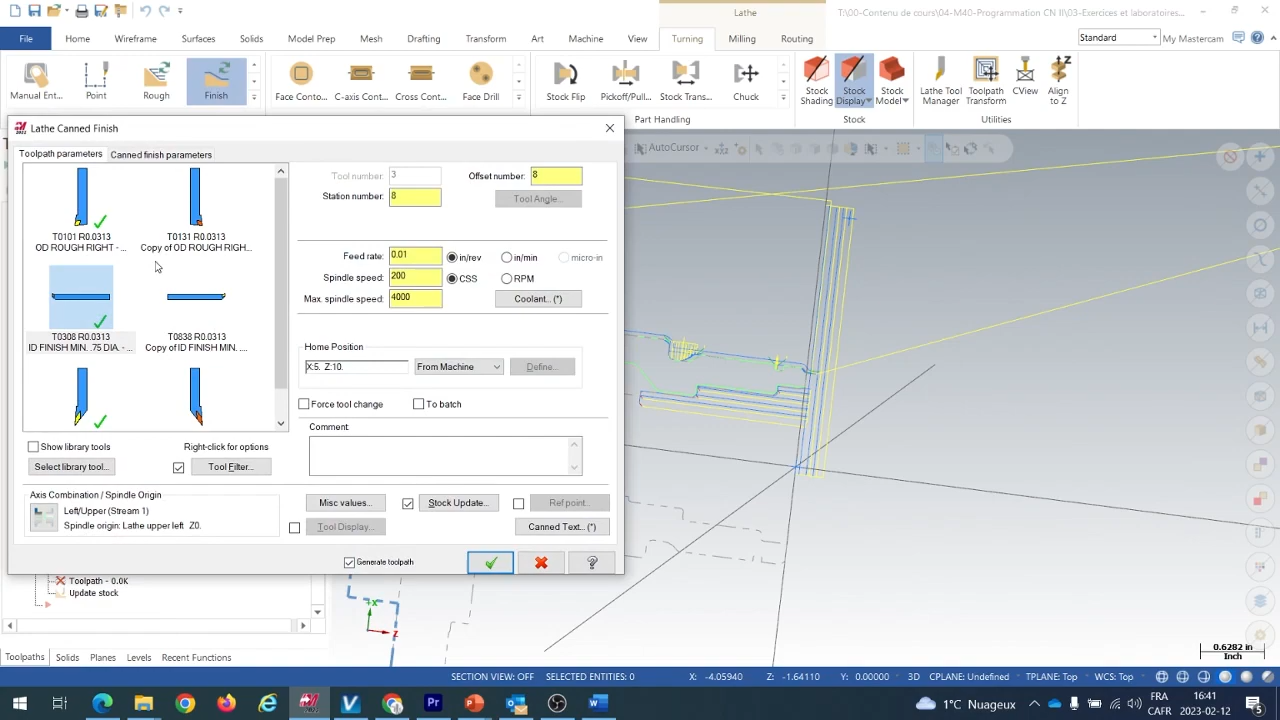 Lathe
T:\00-Contenu de cours\04-M40-Programmation CN II\03-Exercices et laboratoires...
File
Home
Wireframe
Surfaces
Solids
Model Prep
Mesh
Drafting
Transform
Art
Machine
View
Turning
Milling
Routing
Standard
My Mastercam
Manual Ent...
Point
Rough
Finish
Face Conto...
C-axis Cont...
Cross Cont...
Face Drill
Stock Flip
Pickoff/Pull...
Stock Trans...
Chuck
Stock Shading
Stock Display
Stock Model
Lathe Tool Manager
Toolpath Transform
CView
Align to Z
Part Handling
Stock
Utilities
Lathe Canned Finish
AutoCursor
Toolpath parameters
Canned finish parameters
T0101 R0.0313
OD ROUGH RIGHT - ...
T0131 R0.0313
Copy of OD ROUGH RIGH...
T0308 R0.0313
ID FINISH MIN. .75 DIA. - ...
T0838 R0.0313
Copy of ID FINISH MIN. ...
Show library tools
Right-click for options
Select library tool...
Tool Filter...
Axis Combination / Spindle Origin
Left/Upper (Stream 1)
Spindle origin: Lathe upper left Z0.
Tool number:
3
Offset number:
8
Station number:
8
Tool Angle...
Feed rate:
0.01
in/rev
in/min
micro-in
Spindle speed:
200
CSS
RPM
Max. spindle speed:
4000
Coolant... (*)
Home Position
X:5. Z:10.
From Machine
Define...
Force tool change
To batch
Comment:
Misc values...
Stock Update...
Ref point...
Tool Display...
Canned Text... (*)
Generate toolpath
Toolpath - 0.0K
Update stock
+X
Z
0.6282 in
Inch
Toolpaths
Solids
Planes
Levels
Recent Functions
SECTION VIEW: OFF
SELECTED ENTITIES: 0
X: -4.05940
Y: -1.64110
Y: 0.00000
3D
CPLANE: Undefined
TPLANE: Top
WCS: Top
1°C Nuageux
FRA
CAFR
16:41
2023-02-12
5